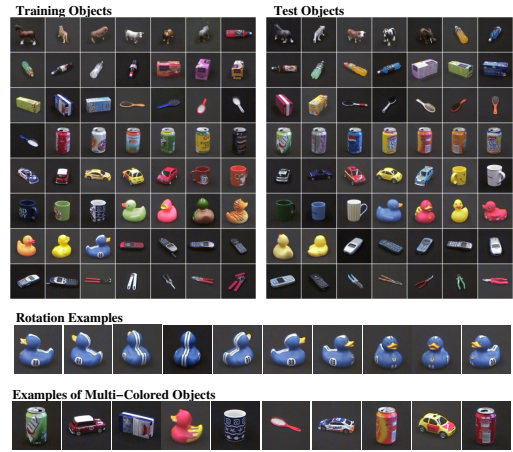 Training Objects
Test Objects
Rotation Examples
Examples of Multi−Colored Objects